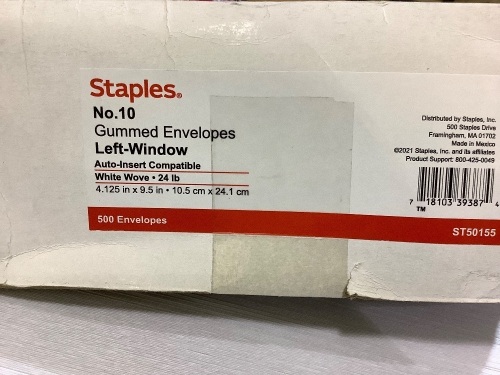 Staples®
No.10
Gummed Envelopes
Left-Window
Auto-Insert Compatible
White Wove • 24 lb
4.125 in x 9.5 in • 10.5 cm x 24.1 cm
500 Envelopes
Distributed by Staples, Inc.
500 Staples Drive
Framingham, MA 01702
Made in Mexico
©2021 Staples, Inc. and its affiliates
Product Support: 800-425-0049
7 18103 39387 4
TM
ST50155